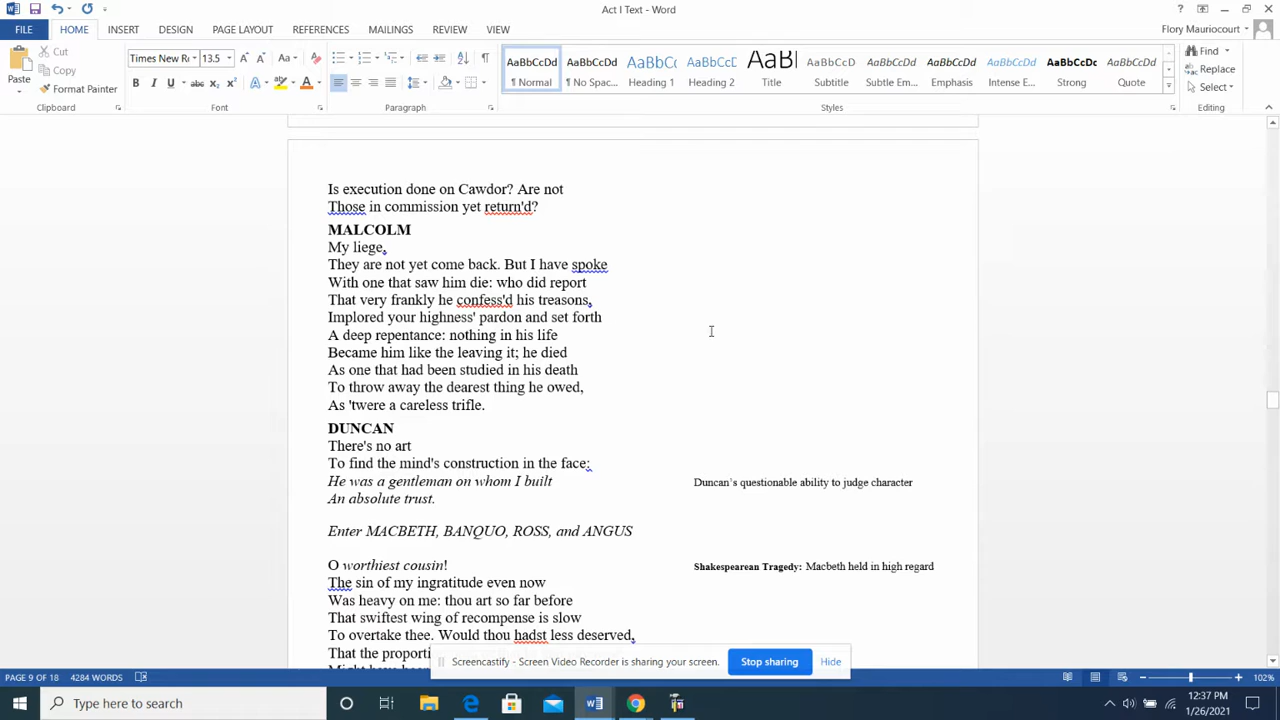 Act I Text - Word
FILE
HOME
INSERT
DESIGN
PAGE LAYOUT
REFERENCES
MAILINGS
REVIEW
VIEW
Flory Mauriocourt
Paste
Cut
Copy
Format Painter
Times New R
13.5
AaBbCcDd
AaBbCcDd
AaBbC
AaBbCcD
AaBb
AaBbCcDd
AaBbCcDd
AaBbCcDd
AaBbCcDd
AaBbCcDc
AaBbCcDd
¶ Normal
¶ No Spac...
Heading 1
Heading 2
Title
Subtitle
Subtle Em...
Emphasis
Intense E...
Strong
Quote
Find
Replace
Select
Clipboard
Font
Paragraph
Styles
Editing
Is execution done on Cawdor? Are not
Those in commission yet return'd?
MALCOLM
My liege,
They are not yet come back. But I have spoke
With one that saw him die: who did report
That very frankly he confess'd his treasons,
Implored your highness' pardon and set forth
A deep repentance: nothing in his life
Became him like the leaving it; he died
As one that had been studied in his death
To throw away the dearest thing he owed,
As 'twere a careless trifle.
DUNCAN
There's no art
To find the mind's construction in the face:
He was a gentleman on whom I built
An absolute trust.
Duncan's questionable ability to judge character
Enter MACBETH, BANQUO, ROSS, and ANGUS
O worthiest cousin!
Shakespearean Tragedy: Macbeth held in high regard
The sin of my ingratitude even now
Was heavy on me: thou art so far before
That swiftest wing of recompense is slow
To overtake thee. Would thou hadst less deserved,
That the proporti
Screencastify - Screen Video Recorder is sharing your screen.
Stop sharing
Hide
PAGE 9 OF 18
4284 WORDS
102%
Type here to search
12:37 PM
1/26/2021